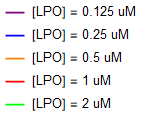 [LPO] = 0.125 uM
[LPO] = 0.25 uM
[LPO] = 0.5 uM
[LPO] = 1 uM
[LPO] = 2 uM